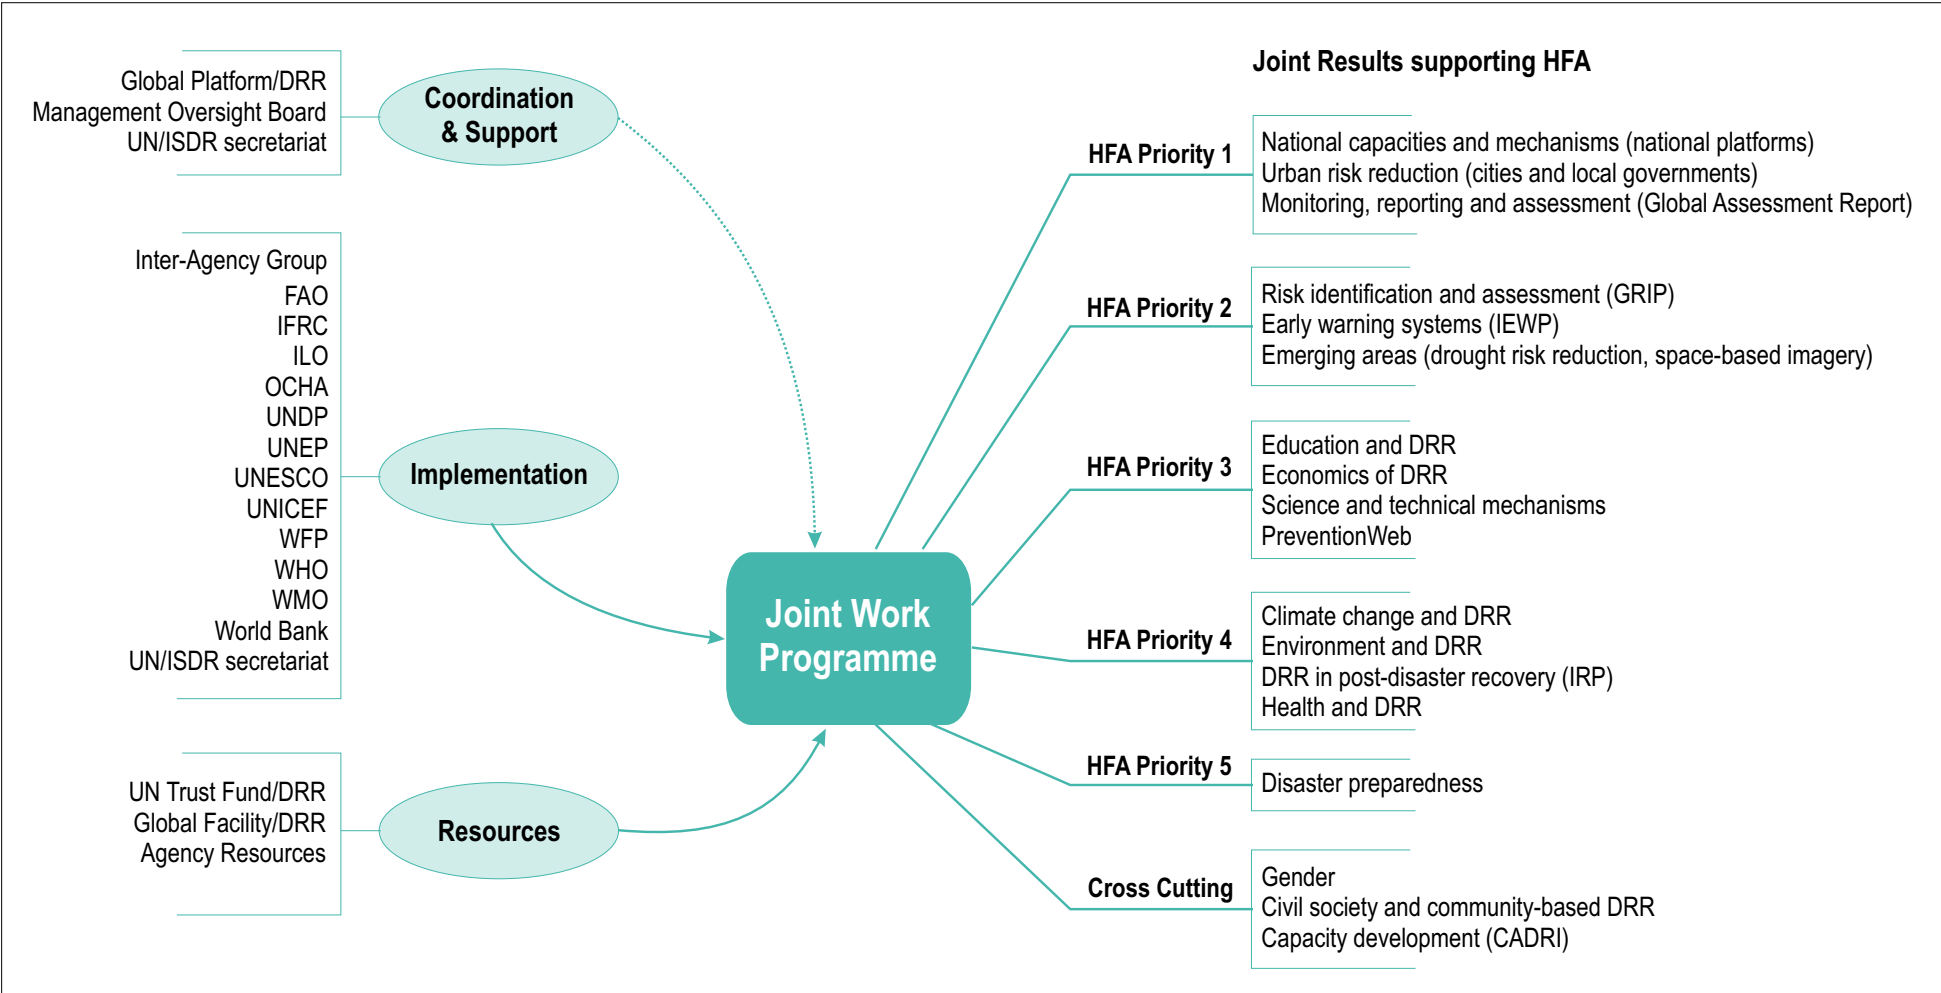 Global Platform/DRR
Management Oversight Board
UN/ISDR secretariat
Coordination
& Support
Inter-Agency Group
FAO
IFRC
ILO
OCHA
UNDP
UNEP
UNESCO
UNICEF
WFP
WHO
WMO
World Bank
UN/ISDR secretariat
Implementation
UN Trust Fund/DRR
Global Facility/DRR
Agency Resources
Resources
Joint Work
Programme
Joint Results supporting HFA
HFA Priority 1
National capacities and mechanisms (national platforms)
Urban risk reduction (cities and local governments)
Monitoring, reporting and assessment (Global Assessment Report)
HFA Priority 2
Risk identification and assessment (GRIP)
Early warning systems (IEWP)
Emerging areas (drought risk reduction, space-based imagery)
HFA Priority 3
Education and DRR
Economics of DRR
Science and technical mechanisms
PreventionWeb
HFA Priority 4
Climate change and DRR
Environment and DRR
DRR in post-disaster recovery (IRP)
Health and DRR
HFA Priority 5
Disaster preparedness
Cross Cutting
Gender
Civil society and community-based DRR
Capacity development (CADRI)